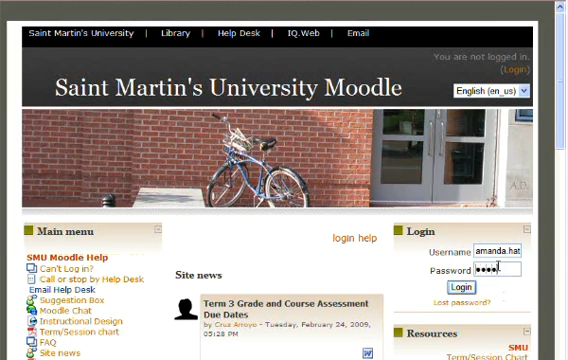 Saint Martin's University | Library | Help Desk | IQ.Web | Email
You are not logged in.
(Login)
Saint Martin's University Moodle
English (en_us)
Main menu
SMU Moodle Help
Can't Log in?
Call or stop by Help Desk
Email Help Desk
Suggestion Box
Moodle Chat
Instructional Design
Term/Session chart
FAQ
Site news
login help
Site news
Term 3 Grade and Course Assessment
Due Dates
by Cruz Arroyo - Tuesday, February 24, 2009,
05:28 PM
Login
Username amanda.hat
Password
Login
Lost password?
Resources
SMU
Term/Session Chart